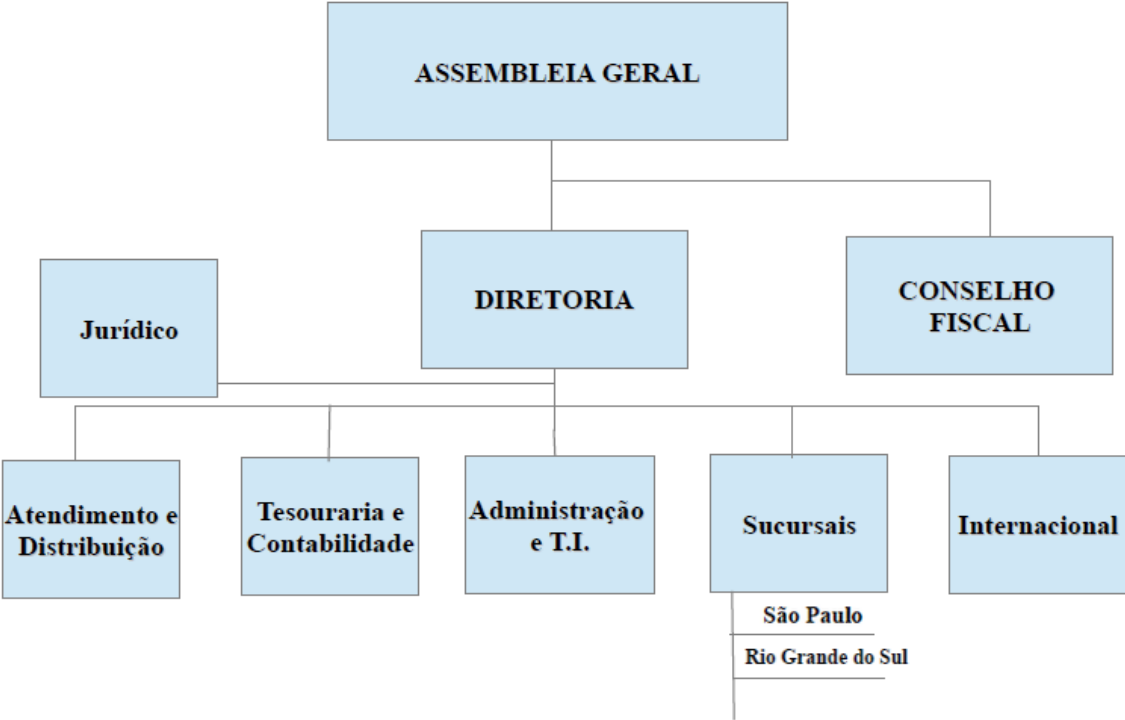 ASSEMBLEIA GERAL
DIRETORIA
CONSELHO
FISCAL
Jurídico
Atendimento e
Distribuição
Tesouraria e
Contabilidade
Administração
e T.I.
Sucursais
Internacional
São Paulo
Rio Grande do Sul